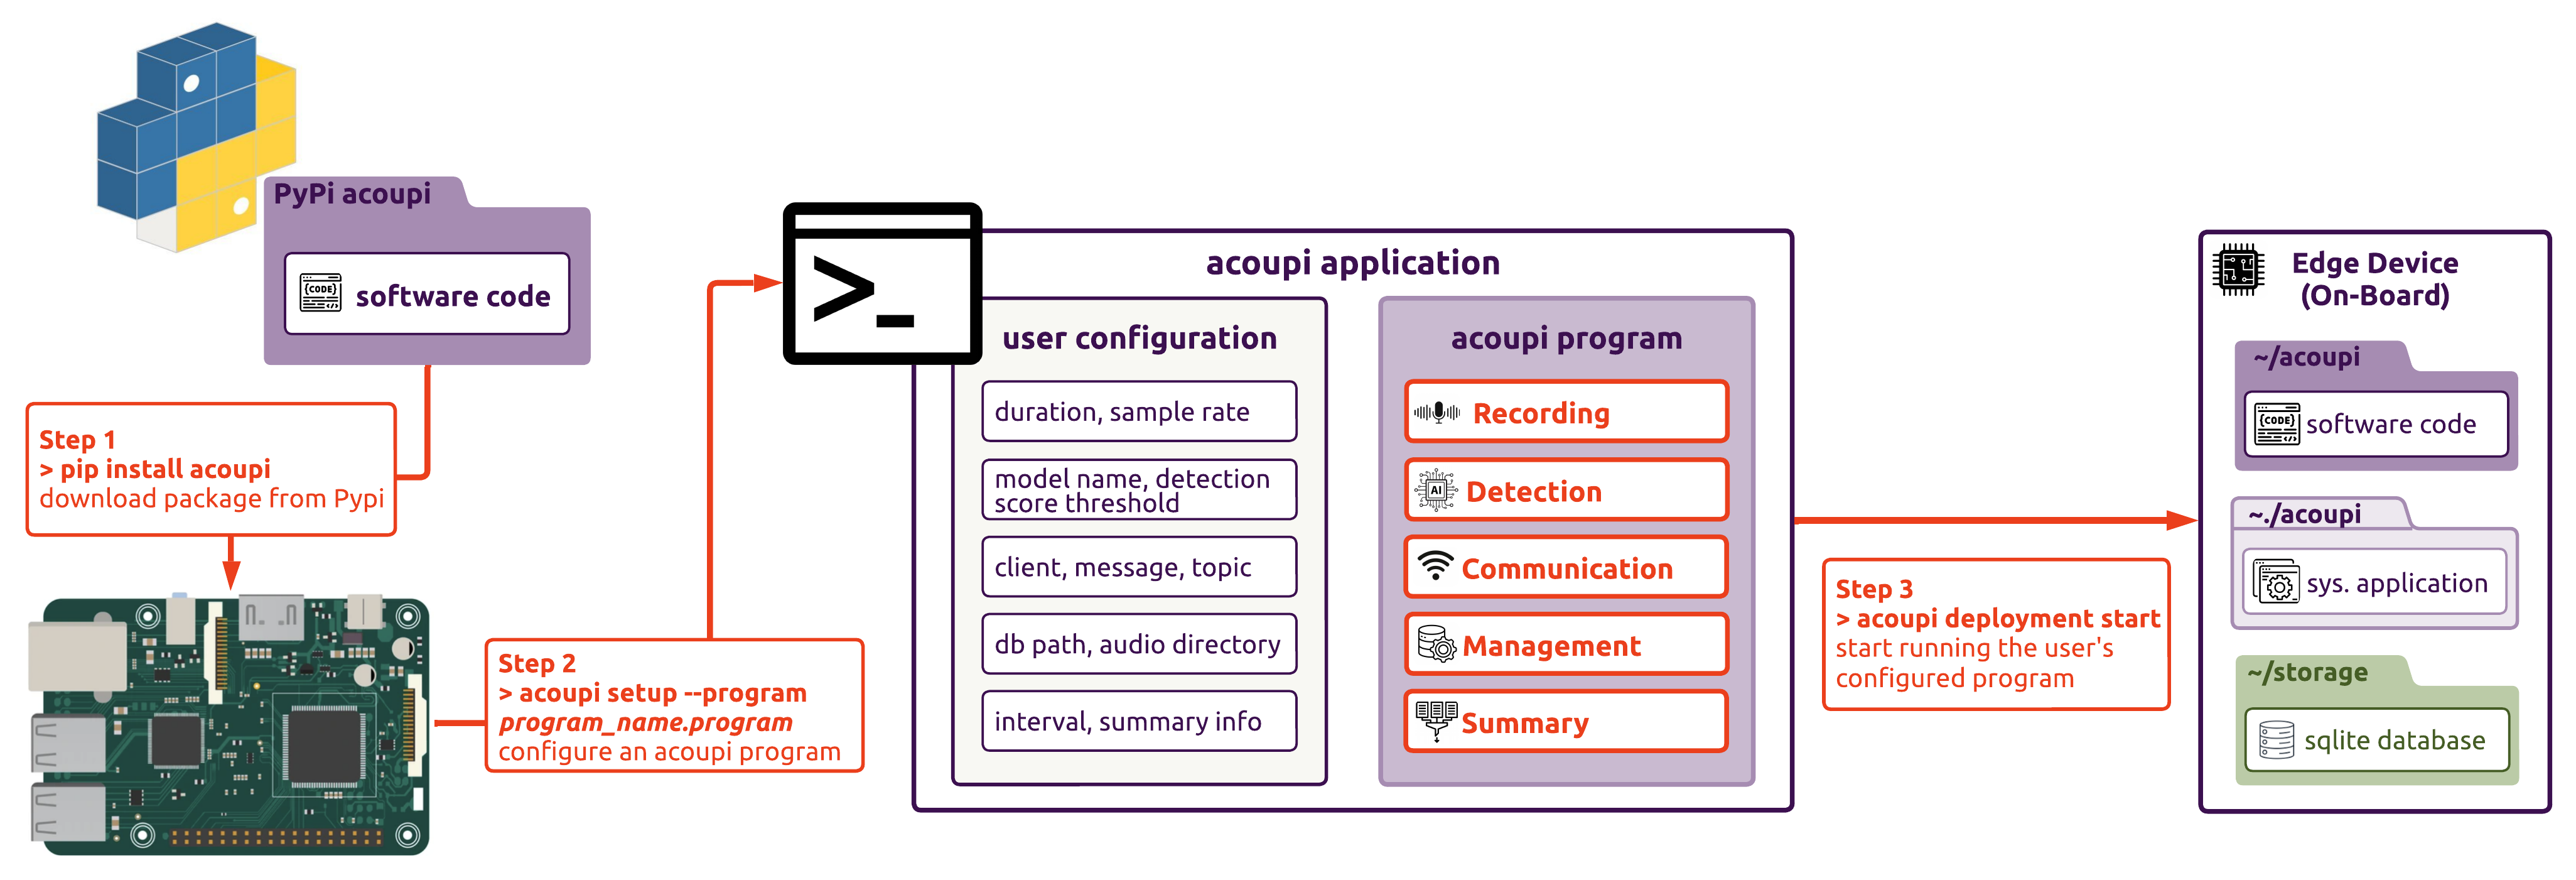 PyPi acoupi
{CODE}
software code
Step 1
> pip install acoupi
download package from Pypi
Step 2
> acoupi setup --program
program_name.program
configure an acoupi program
>_
acoupi application
user configuration
duration, sample rate
model name, detection
score threshold
client, message, topic
db path, audio directory
interval, summary info
acoupi program
Recording
AI
Detection
Communication
Management
Summary
Step 3
> acoupi deployment start
start running the user's
configured program
Edge Device
(On-Board)
~/acoupi
{CODE}
software code
~./acoupi
sys. application
~/storage
sqlite database